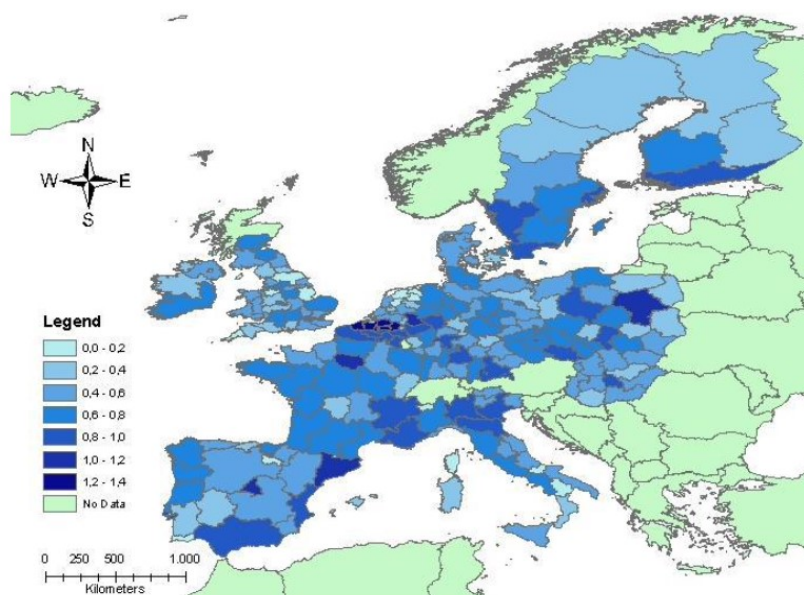 N
W E
S
Legend
0,0 - 0,2
0,2 - 0,4
0,4 - 0,6
0,6 - 0,8
0,8 - 1,0
1,0 - 1,2
1,2 - 1,4
No Data
0 250 500 1.000
Kilometers